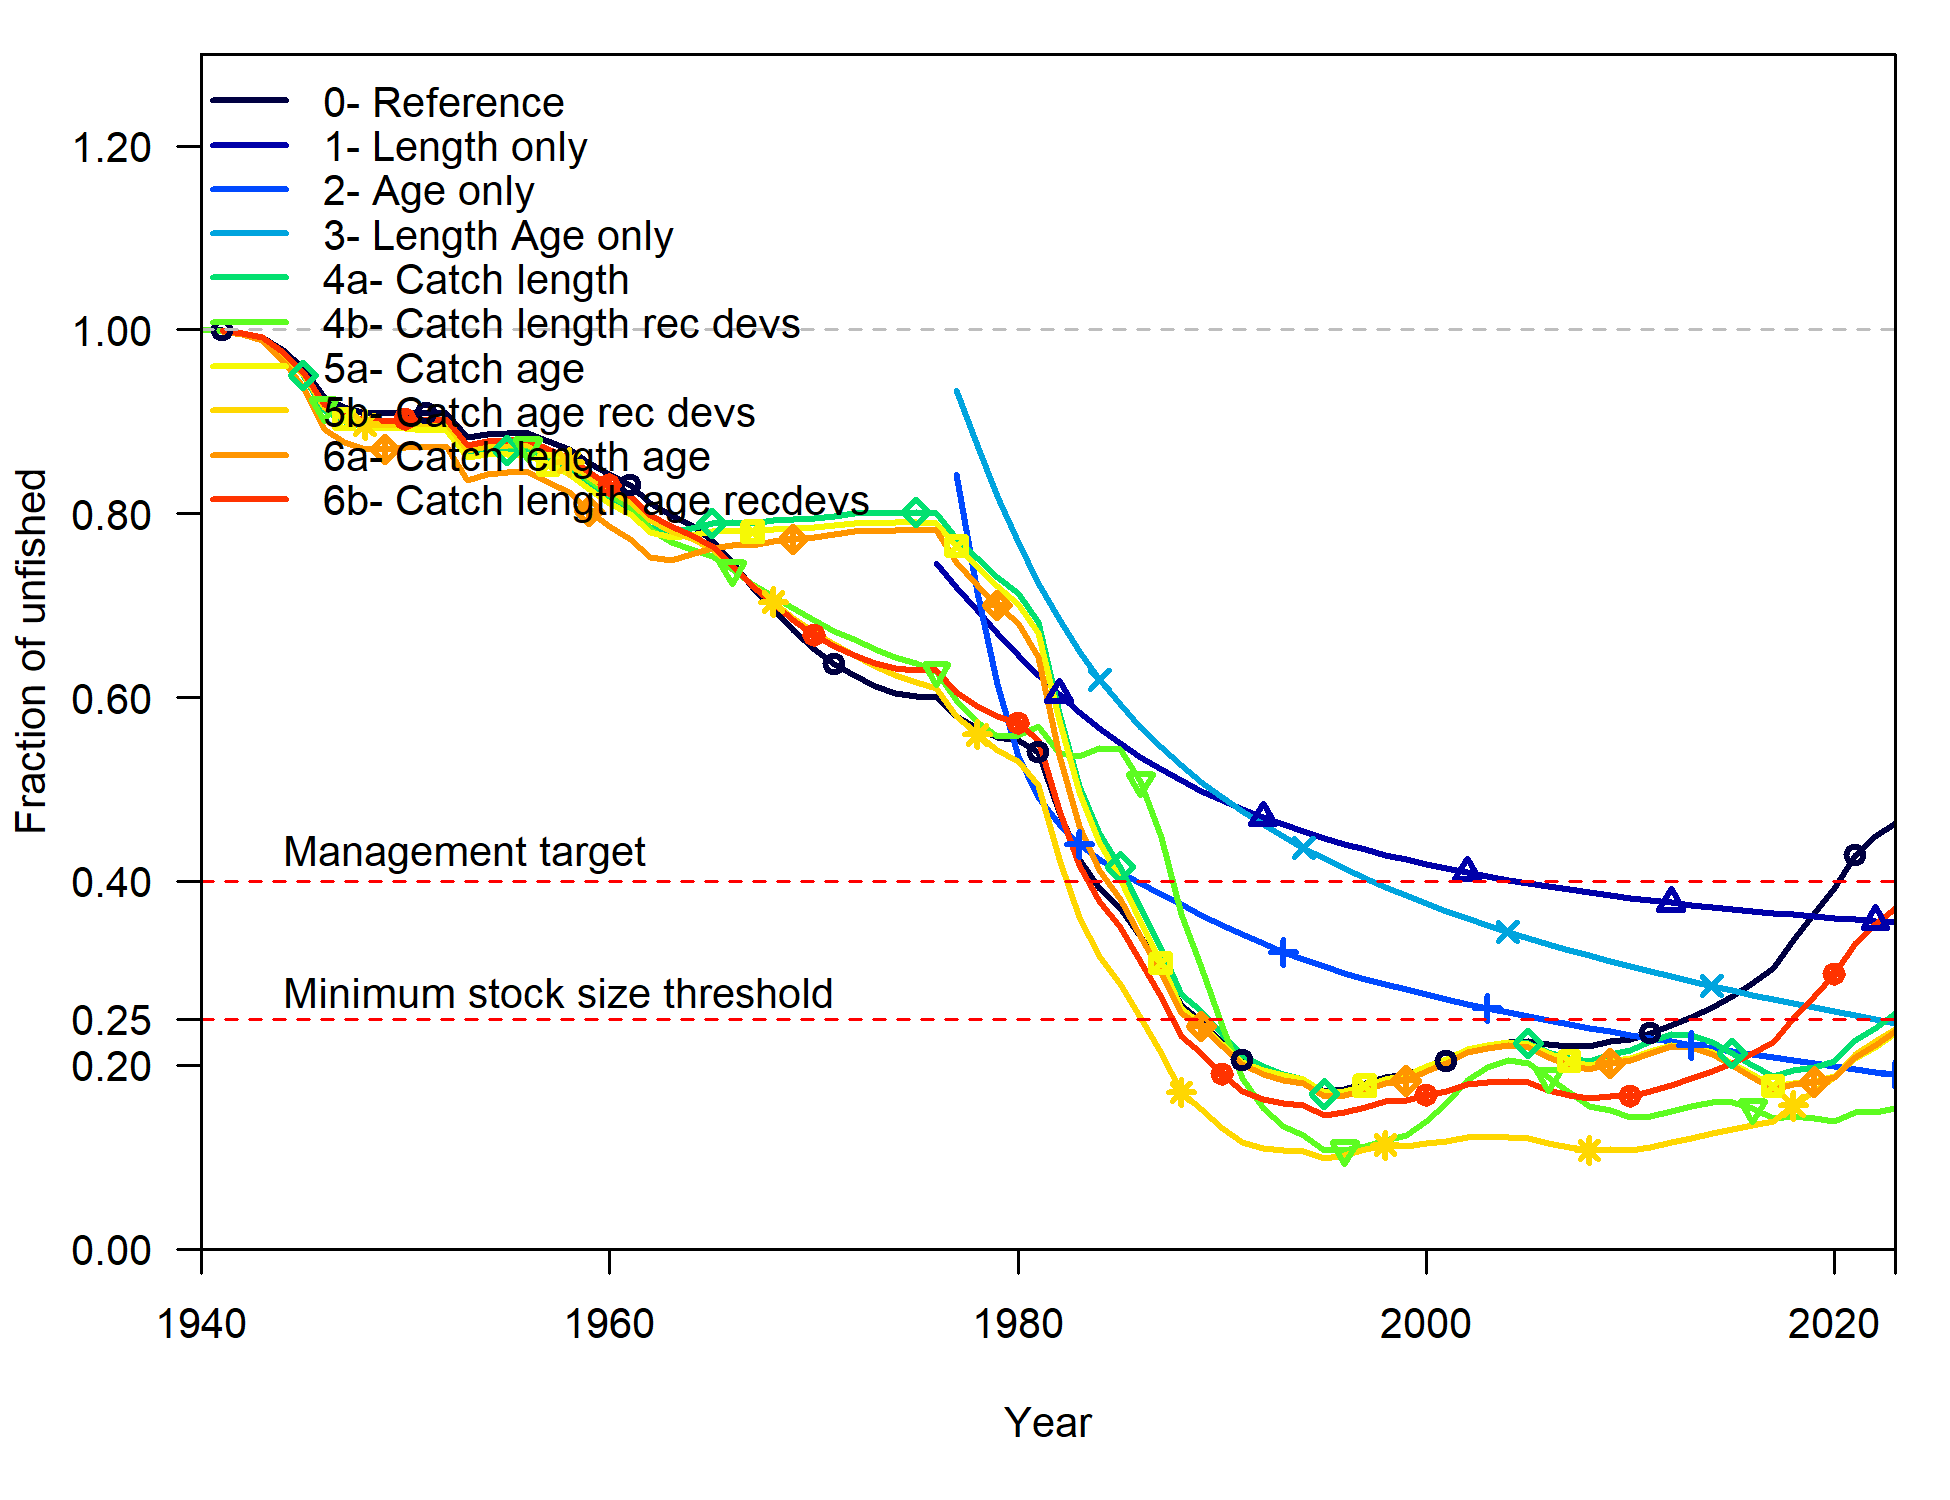 0- Reference
1- Length only
2- Age only
3- Length Age only
4a- Catch length
4b- Catch length rec devs
5a- Catch age
5b- Catch age rec devs
6a- Catch length age
6b- Catch length age recdevs
Management target
Minimum stock size threshold
Fraction of unfished
1.20
1.00
0.80
0.60
0.40
0.25
0.20
0.00
1940 1960 1980 2000 2020
Year